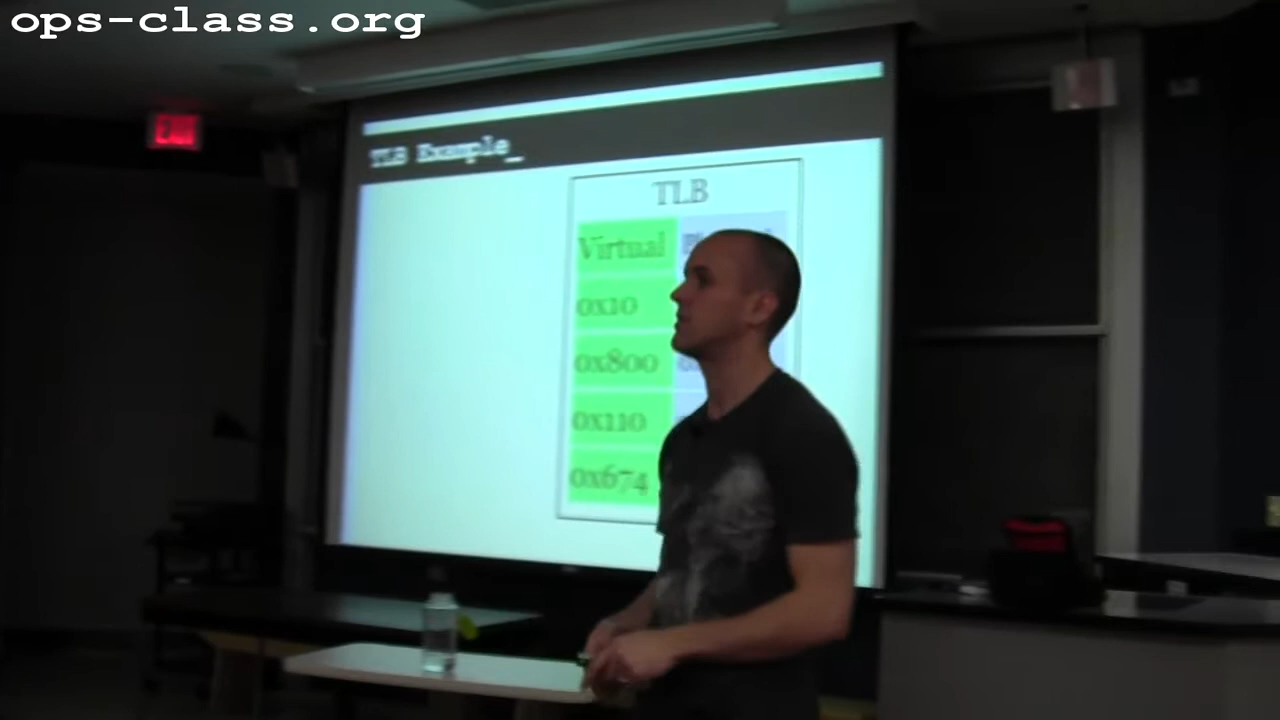 ops-class.org
EXIT
TLB Example_
TLB
Virtual
0x10
0x800
0x110
0x674